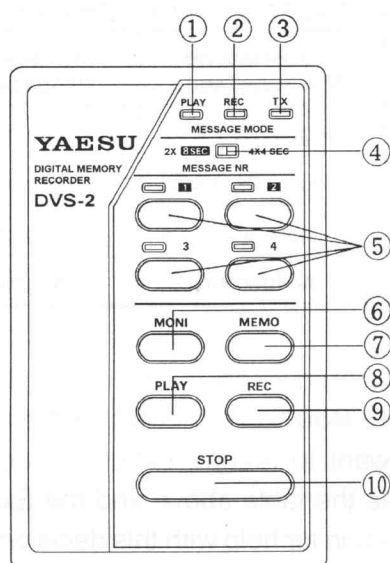 ① ② ③
PLAY REC TX
MESSAGE MODE
YAESU
2X 8SEC 4X4 SEC ④
DIGITAL MEMORY
RECORDER
MESSAGE NR
DVS-2
1 2
⑤
3 4
⑥
MONI MEMO
⑦
PLAY REC
⑧
⑨
STOP
⑩